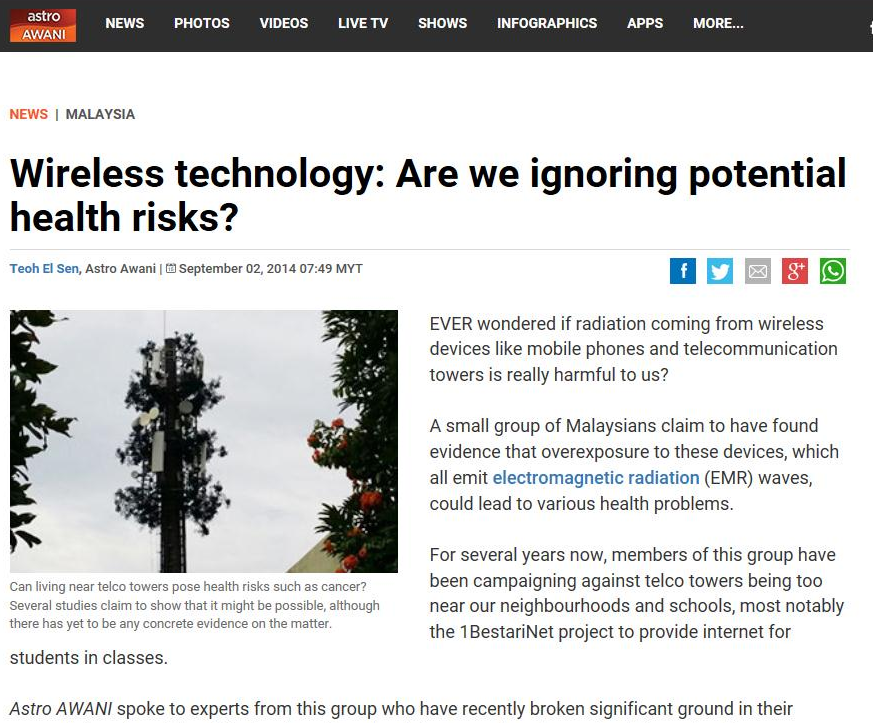 astro
AWANI
NEWS PHOTOS VIDEOS LIVE TV SHOWS INFOGRAPHICS APPS MORE...
NEWS | MALAYSIA
Wireless technology: Are we ignoring potential
health risks?
Teoh El Sen, Astro Awani | September 02, 2014 07:49 MYT
EVER wondered if radiation coming from wireless
devices like mobile phones and telecommunication
towers is really harmful to us?
A small group of Malaysians claim to have found
evidence that overexposure to these devices, which
all emit electromagnetic radiation (EMR) waves,
could lead to various health problems.
Can living near telco towers pose health risks such as cancer?
Several studies claim to show that it might be possible, although
there has yet to be any concrete evidence on the matter.
For several years now, members of this group have
been campaigning against telco towers being too
near our neighbourhoods and schools, most notably
the 1BestariNet project to provide internet for
students in classes.
Astro AWANI spoke to experts from this group who have recently broken significant ground in their